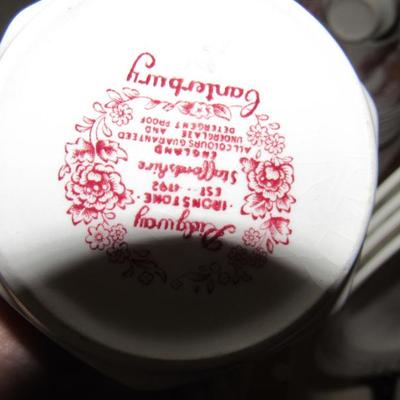 Ridgway
· IRONSTONE ·
EST · 1792
Staffordshire
ENGLAND
ALL COLOURS GUARANTEED
UNDERGLAZE AND
DETERGENT PROOF
Canterbury